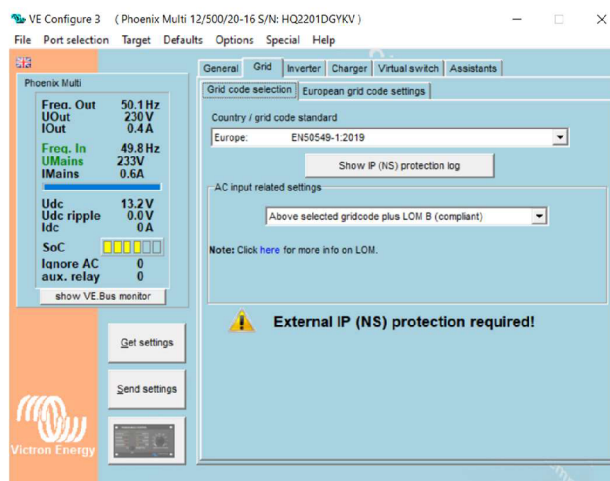 VE Configure 3 ( Phoenix Multi 12/500/20-16 S/N: HQ2201DGYKV )
File Port selection Target Defaults Options Special Help
General Grid Inverter Charger Virtual switch Assistants
Phoenix Multi
Grid code selection European grid code settings
Freq. Out 50.1 Hz
UOut 230 V
IOut 0.4 A
Freq. In 49.8 Hz
UMains 233V
IMains 0.6A
Udc 13.2 V
Udc ripple 0.0 V
Idc 0 A
SoC
Ignore AC 0
aux. relay 0
show VE.Bus monitor
Country / grid code standard
Europe: EN50549-1:2019
Show IP (NS) protection log
AC input related settings
Above selected gridcode plus LOM B (compliant)
Note: Click here for more info on LOM.
External IP (NS) protection required!
Get settings
Send settings
Victron Energy